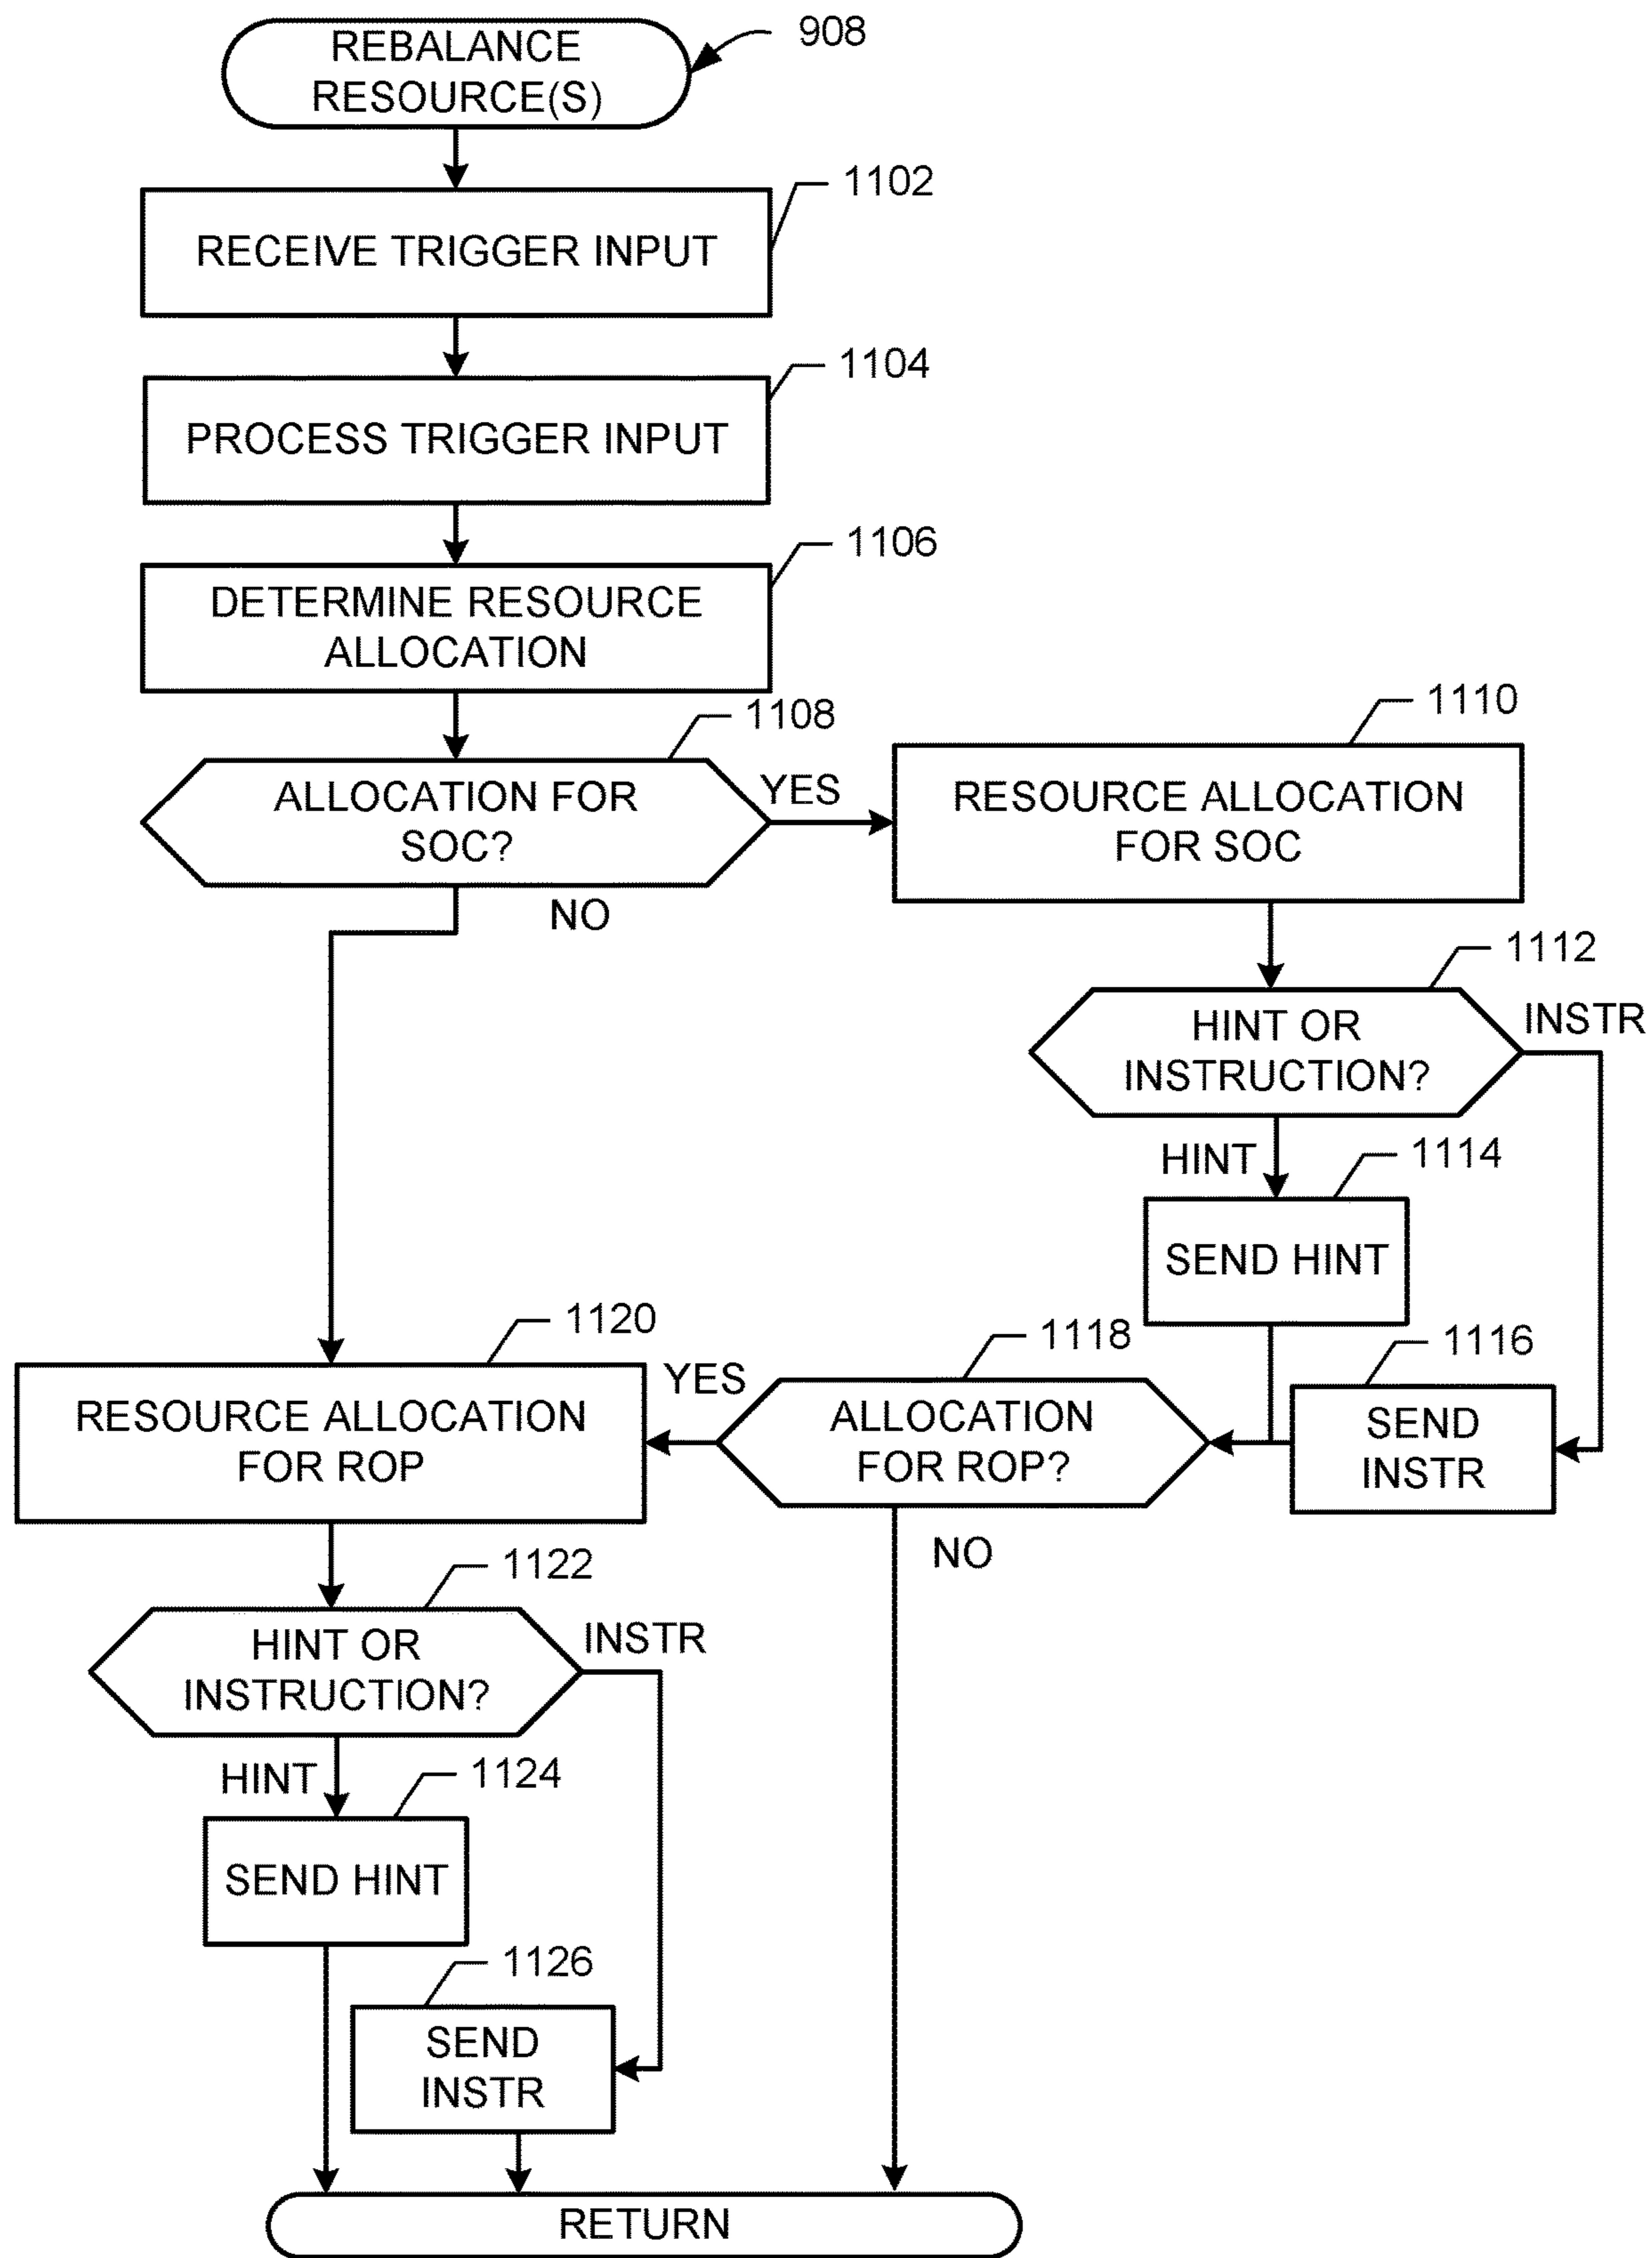 REBALANCE
RESOURCE(S)
908
1102
RECEIVE TRIGGER INPUT
1104
PROCESS TRIGGER INPUT
1106
DETERMINE RESOURCE
ALLOCATION
1108
ALLOCATION FOR
SOC?
YES
NO
1110
RESOURCE ALLOCATION
FOR SOC
1112
HINT OR
INSTRUCTION?
INSTR
HINT
1114
SEND HINT
1116
SEND
INSTR
1118
ALLOCATION
FOR ROP?
YES
NO
1120
RESOURCE ALLOCATION
FOR ROP
1122
HINT OR
INSTRUCTION?
INSTR
HINT
1124
SEND HINT
1126
SEND
INSTR
RETURN